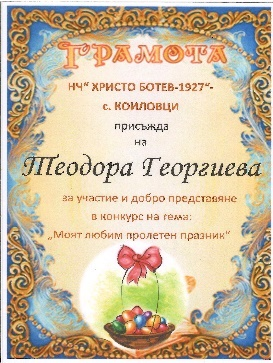 ГРАМОТА
НЧ" ХРИСТО БОТЕВ-1927"-
с. КОИЛОВЦИ
присъжда
на
Теодора Георгиева
за участие и добро представяне
в конкурс на тема:
„Моят любим пролетен празник"